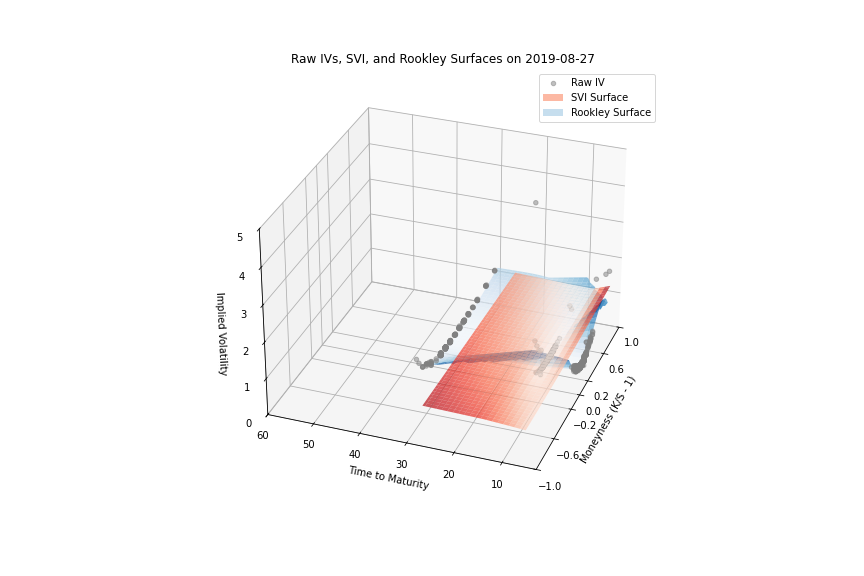 Raw IVs, SVI, and Rookley Surfaces on 2019-08-27
Raw IV
SVI Surface
Rookley Surface
5
4
3
2
1
0
Implied Volatility
60
50
40
30
20
10
Time to Maturity
1.0
0.6
0.2
0.0
−0.2
−0.6
−1.0
Moneyness (K/S - 1)